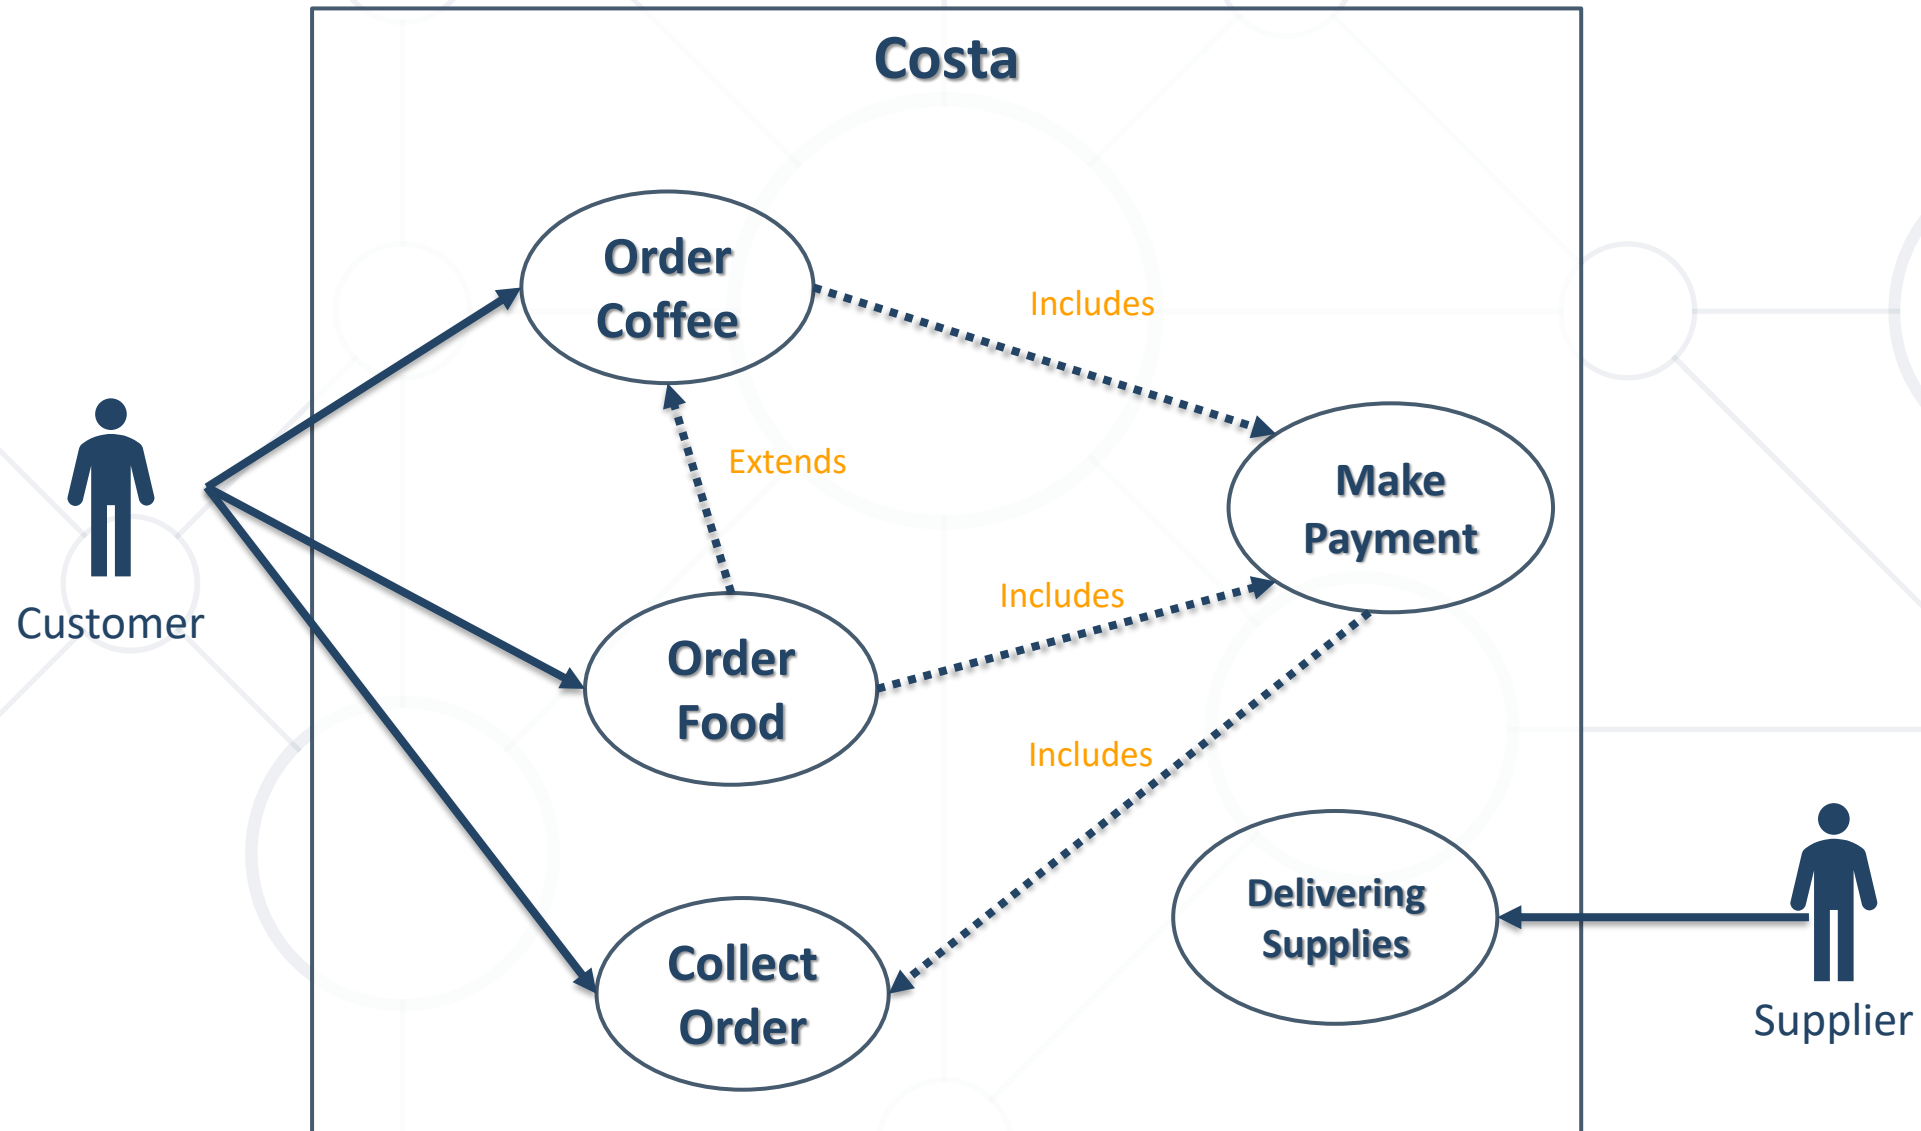 Costa
Order
Coffee
Includes
Extends
Make
Payment
Customer
Includes
Order
Food
Includes
Delivering
Supplies
Collect
Order
Supplier